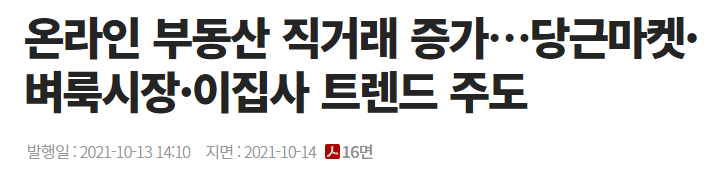 온라인 부동산 직거래 증가…당근마켓·
벼룩시장·이집사 트렌드 주도
발행일 : 2021-10-13 14:10 지면 : 2021-10-14 16면